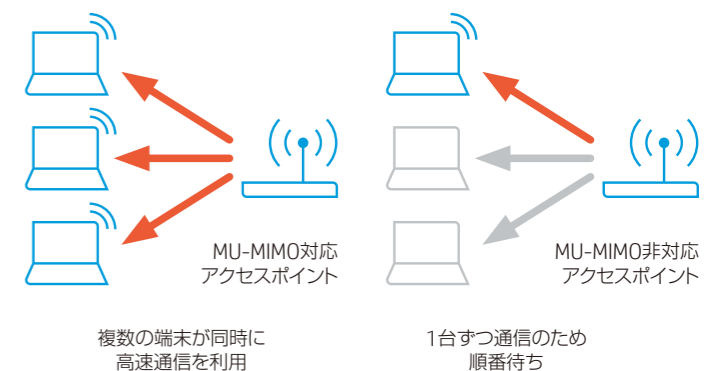 MU-MIMO対応
アクセスポイント
複数の端末が同時に
高速通信を利用
MU-MIMO非対応
アクセスポイント
1台ずつ通信のため
順番待ち